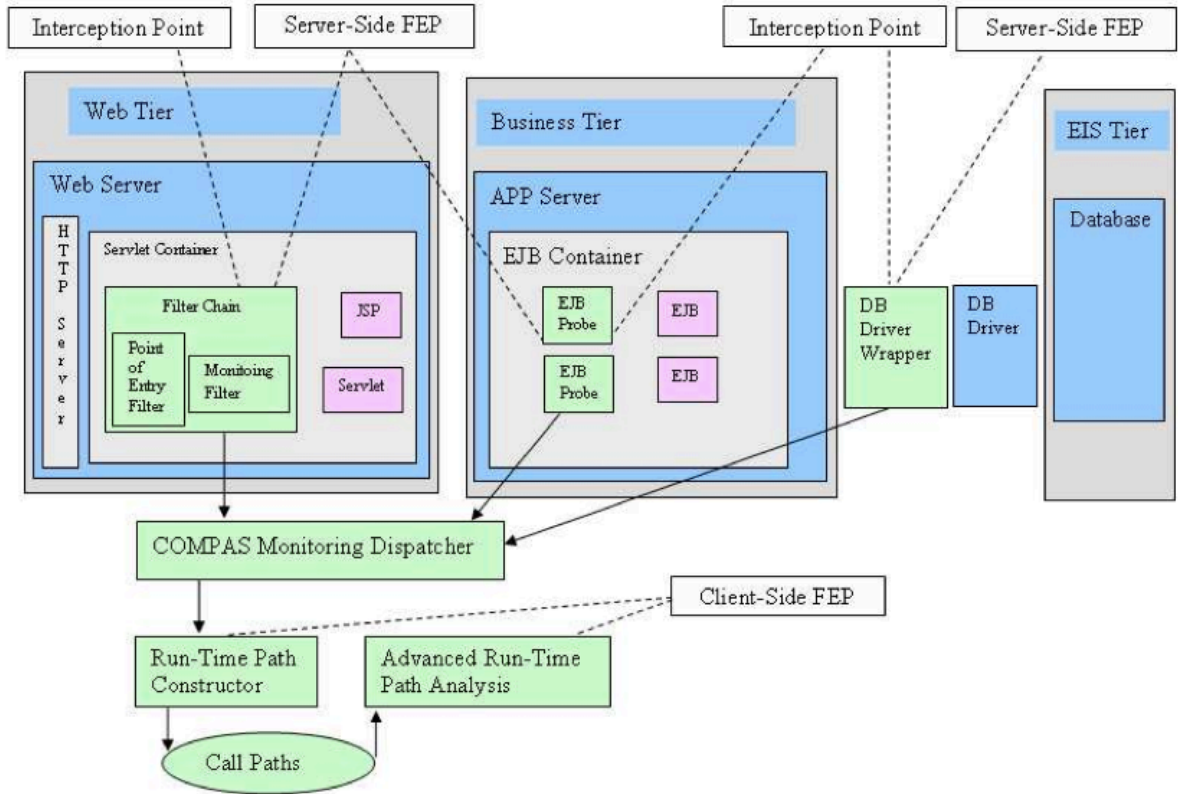 Interception Point
Server-Side FEP
Interception Point
Server-Side FEP
Web Tier
Business Tier
EIS Tier
Web Server
APP Server
Database
HTTP Server
Servlet Container
EJB Container
Filter Chain
Point
of
Entry
Filter
Monitoing
Filter
JSP
Servlet
EJB
Probe
EJB
EJB
Probe
EJB
DB
Driver
Wrapper
DB
Driver
COMPAS Monitoring Dispatcher
Client-Side FEP
Run-Time Path
Constructor
Advanced Run-Time
Path Analysis
Call Paths